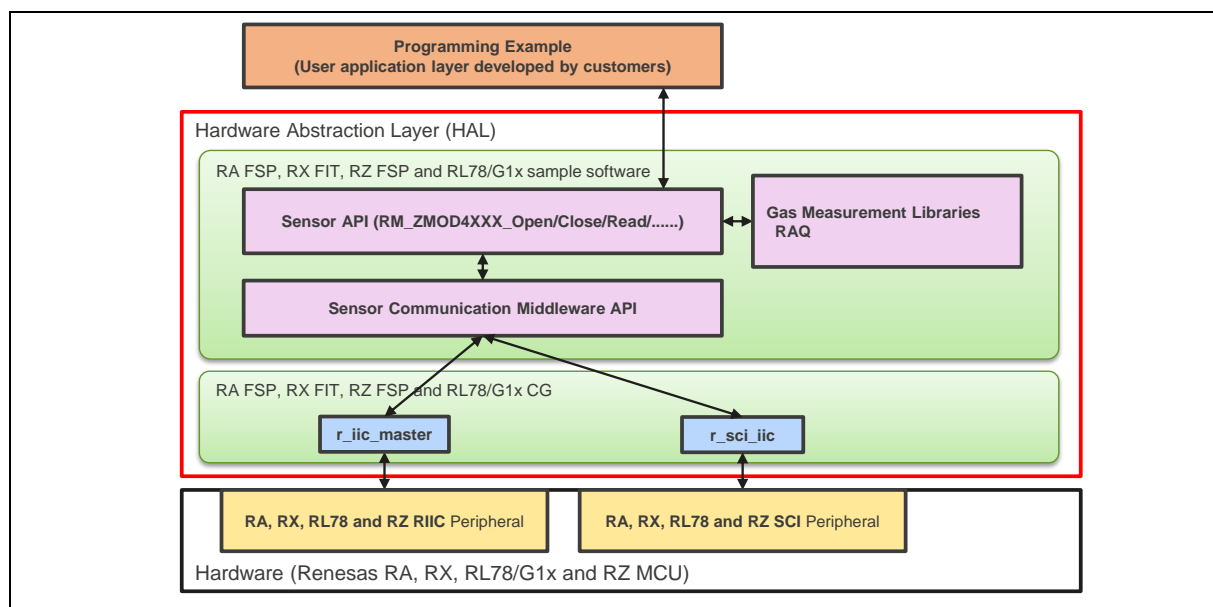 Programming Example
(User application layer developed by customers)
Hardware Abstraction Layer (HAL)
RA FSP, RX FIT, RZ FSP and RL78/G1x sample software
Sensor API (RM_ZMOD4XXX_Open/Close/Read/......)
Gas Measurement Libraries
RAQ
Sensor Communication Middleware API
RA FSP, RX FIT, RZ FSP and RL78/G1x CG
r_iic_master
r_sci_iic
RA, RX, RL78 and RZ RIIC Peripheral
RA, RX, RL78 and RZ SCI Peripheral
Hardware (Renesas RA, RX, RL78/G1x and RZ MCU)